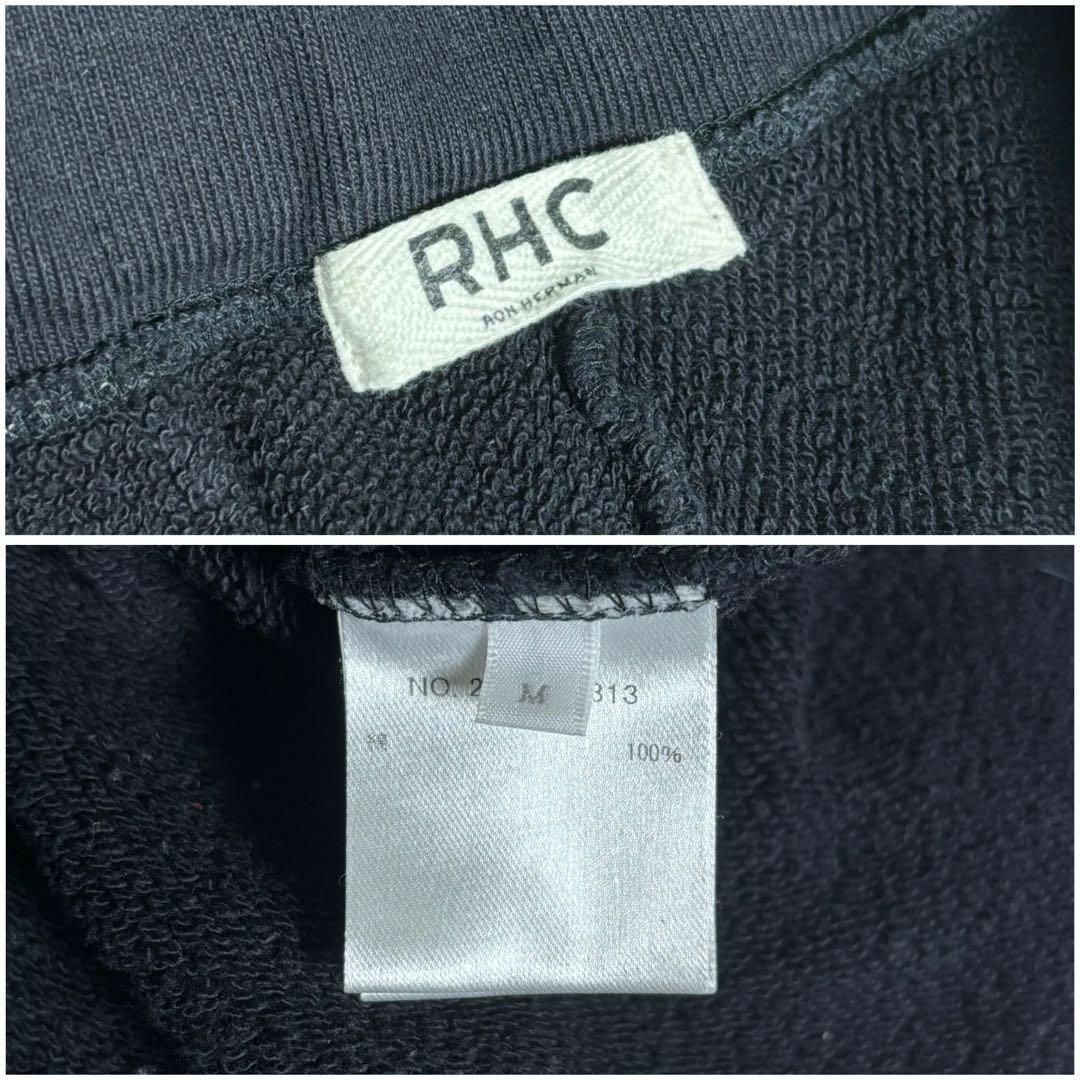 RHC
RON HERMAN
NO. 2
M
313
綿 100%